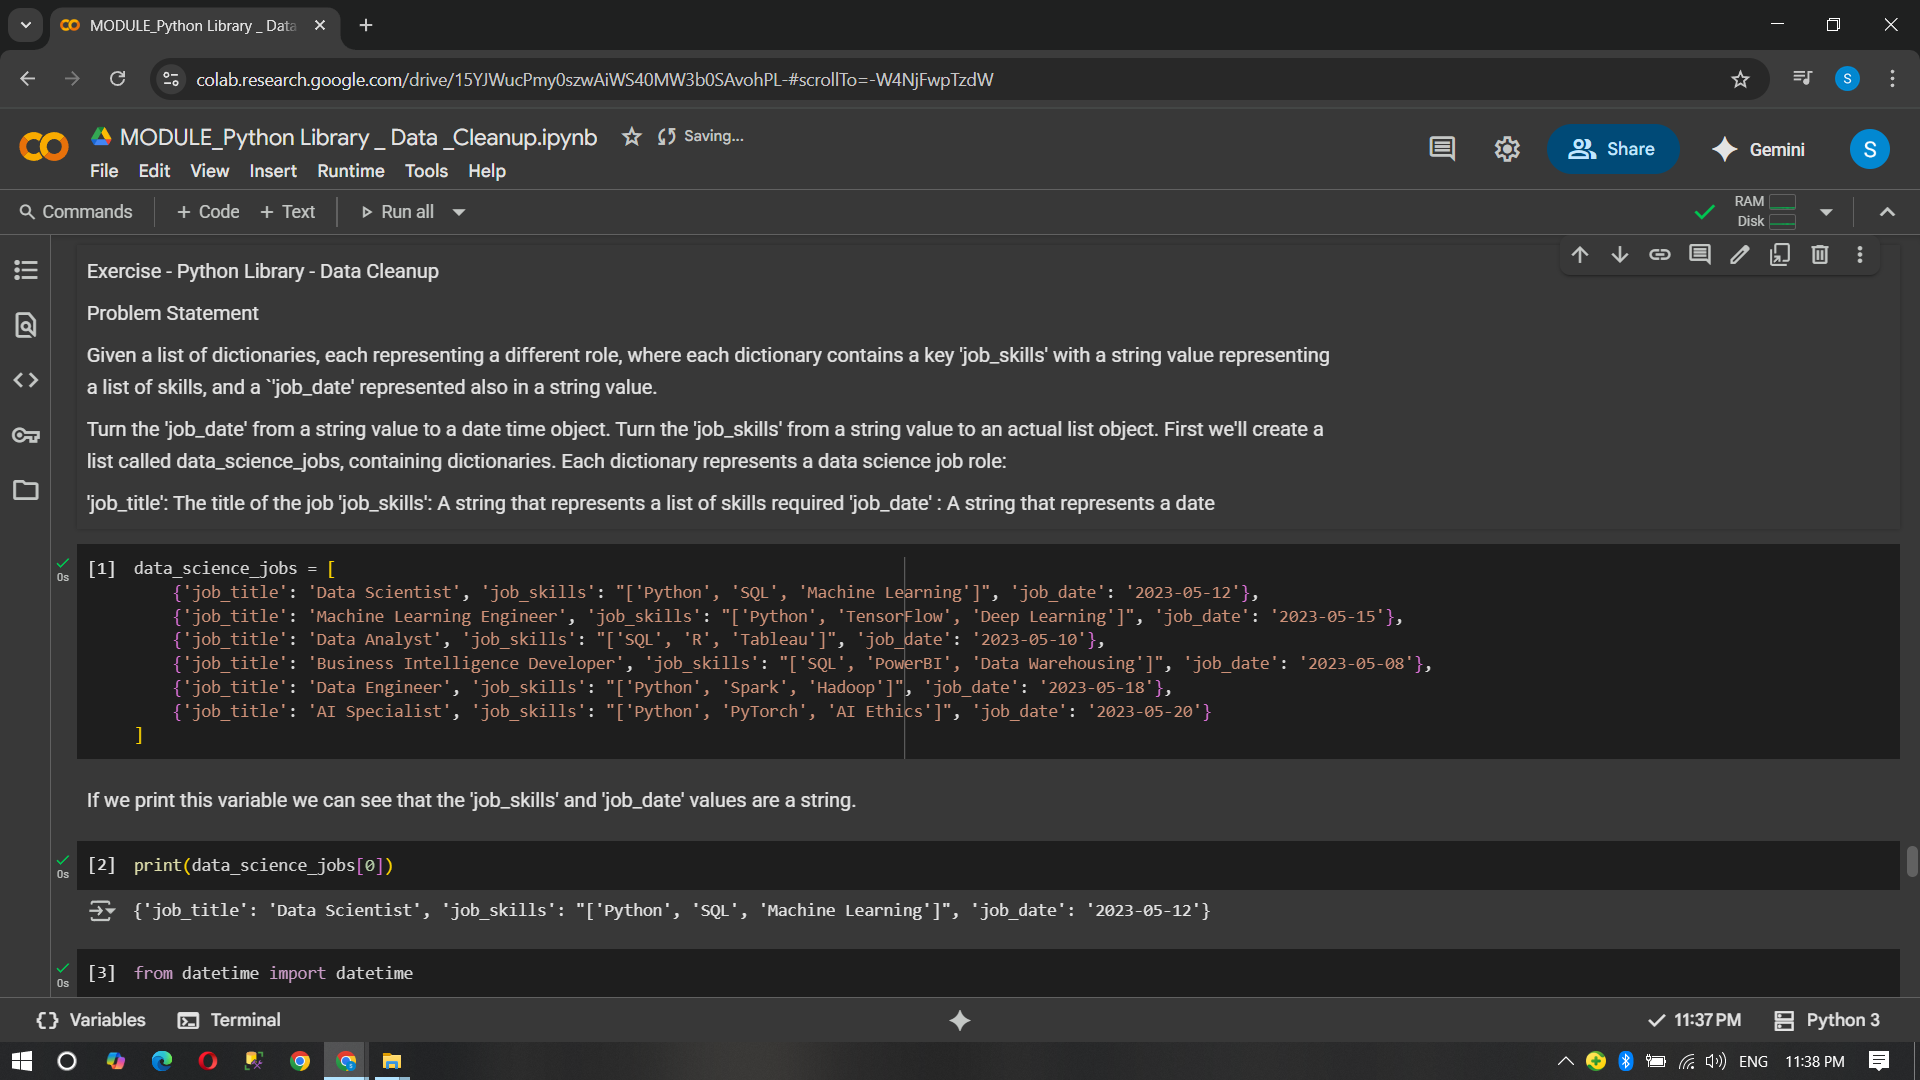 MODULE_Python Library _ Data
colab.research.google.com/drive/15YJWucPmy0szwAiWS40MW3b0SAvohPL-#scrollTo=-W4NjFwpTzdW
S
MODULE_Python Library _ Data _Cleanup.ipynb
Saving...
Share
Gemini
S
File Edit View Insert Runtime Tools Help
Commands
+ Code
+ Text
Run all
RAM
Disk
Exercise - Python Library - Data Cleanup
Problem Statement
Given a list of dictionaries, each representing a different role, where each dictionary contains a key 'job_skills' with a string value representing
a list of skills, and a `'job_date' represented also in a string value.
Turn the 'job_date' from a string value to a date time object. Turn the 'job_skills' from a string value to an actual list object. First we'll create a
list called data_science_jobs, containing dictionaries. Each dictionary represents a data science job role:
'job_title': The title of the job 'job_skills': A string that represents a list of skills required 'job_date' : A string that represents a date
0s
[1] data_science_jobs = [
{'job_title': 'Data Scientist', 'job_skills': "['Python', 'SQL', 'Machine Learning']", 'job_date': '2023-05-12'},
{'job_title': 'Machine Learning Engineer', 'job_skills': "['Python', 'TensorFlow', 'Deep Learning']", 'job_date': '2023-05-15'},
{'job_title': 'Data Analyst', 'job_skills': "['SQL', 'R', 'Tableau']", 'job_date': '2023-05-10'},
{'job_title': 'Business Intelligence Developer', 'job_skills': "['SQL', 'PowerBI', 'Data Warehousing']", 'job_date': '2023-05-08'},
{'job_title': 'Data Engineer', 'job_skills': "['Python', 'Spark', 'Hadoop']", 'job_date': '2023-05-18'},
{'job_title': 'AI Specialist', 'job_skills': "['Python', 'PyTorch', 'AI Ethics']", 'job_date': '2023-05-20'}
]
If we print this variable we can see that the 'job_skills' and 'job_date' values are a string.
0s
[2] print(data_science_jobs[0])
{'job_title': 'Data Scientist', 'job_skills': "['Python', 'SQL', 'Machine Learning']", 'job_date': '2023-05-12'}
0s
[3] from datetime import datetime
Variables
Terminal
11:37 PM
Python 3
ENG
11:38 PM